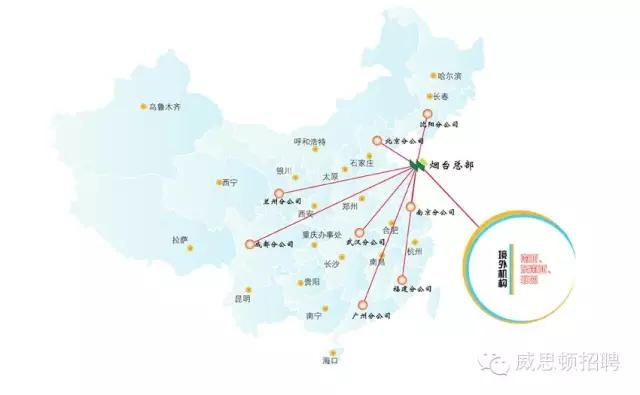 哈尔滨
长春
乌鲁木齐
沈阳分公司
北京分公司
呼和浩特
石家庄
烟台总部
银川
太原
西宁
兰州分公司
郑州
西安
南京分公司
合肥
拉萨
成都分公司
重庆办事处
武汉分公司
杭州
境外机构
长沙
南昌
贵阳
福建分公司
昆明
南宁
广州分公司
海口
威思顿招聘